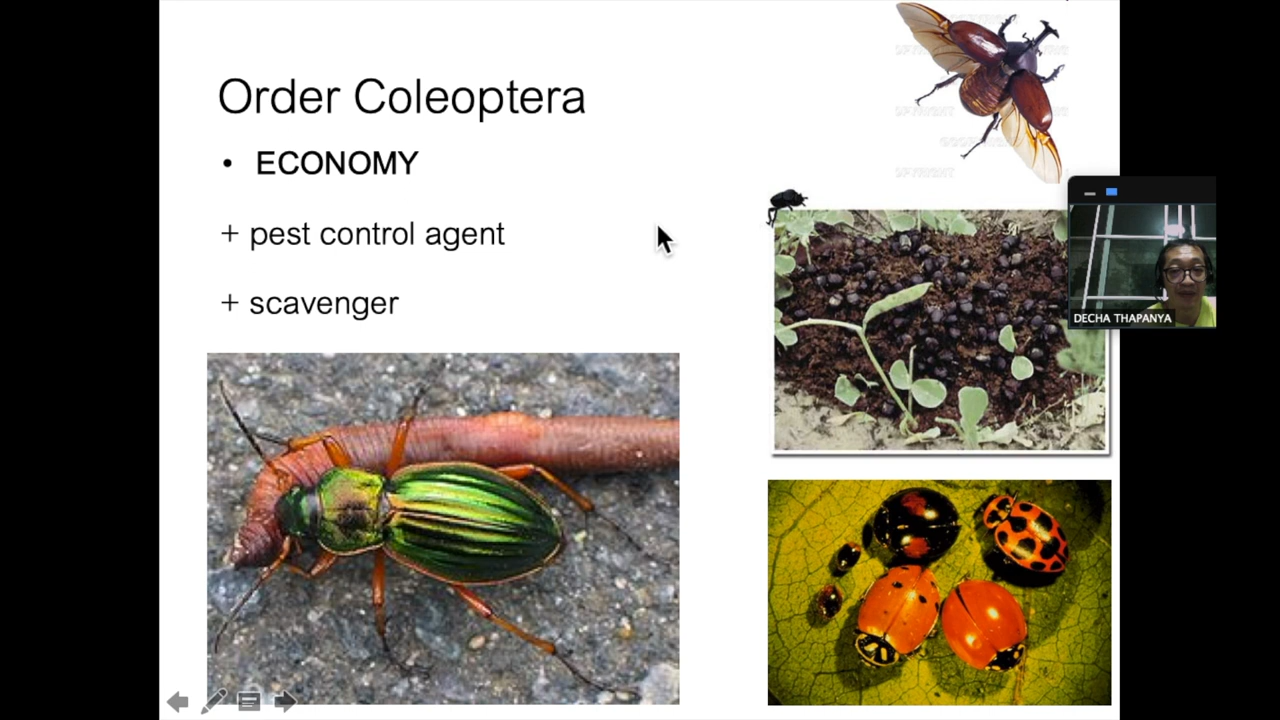 Order Coleoptera
• ECONOMY
+ pest control agent
+ scavenger
DECHA THAPANYA